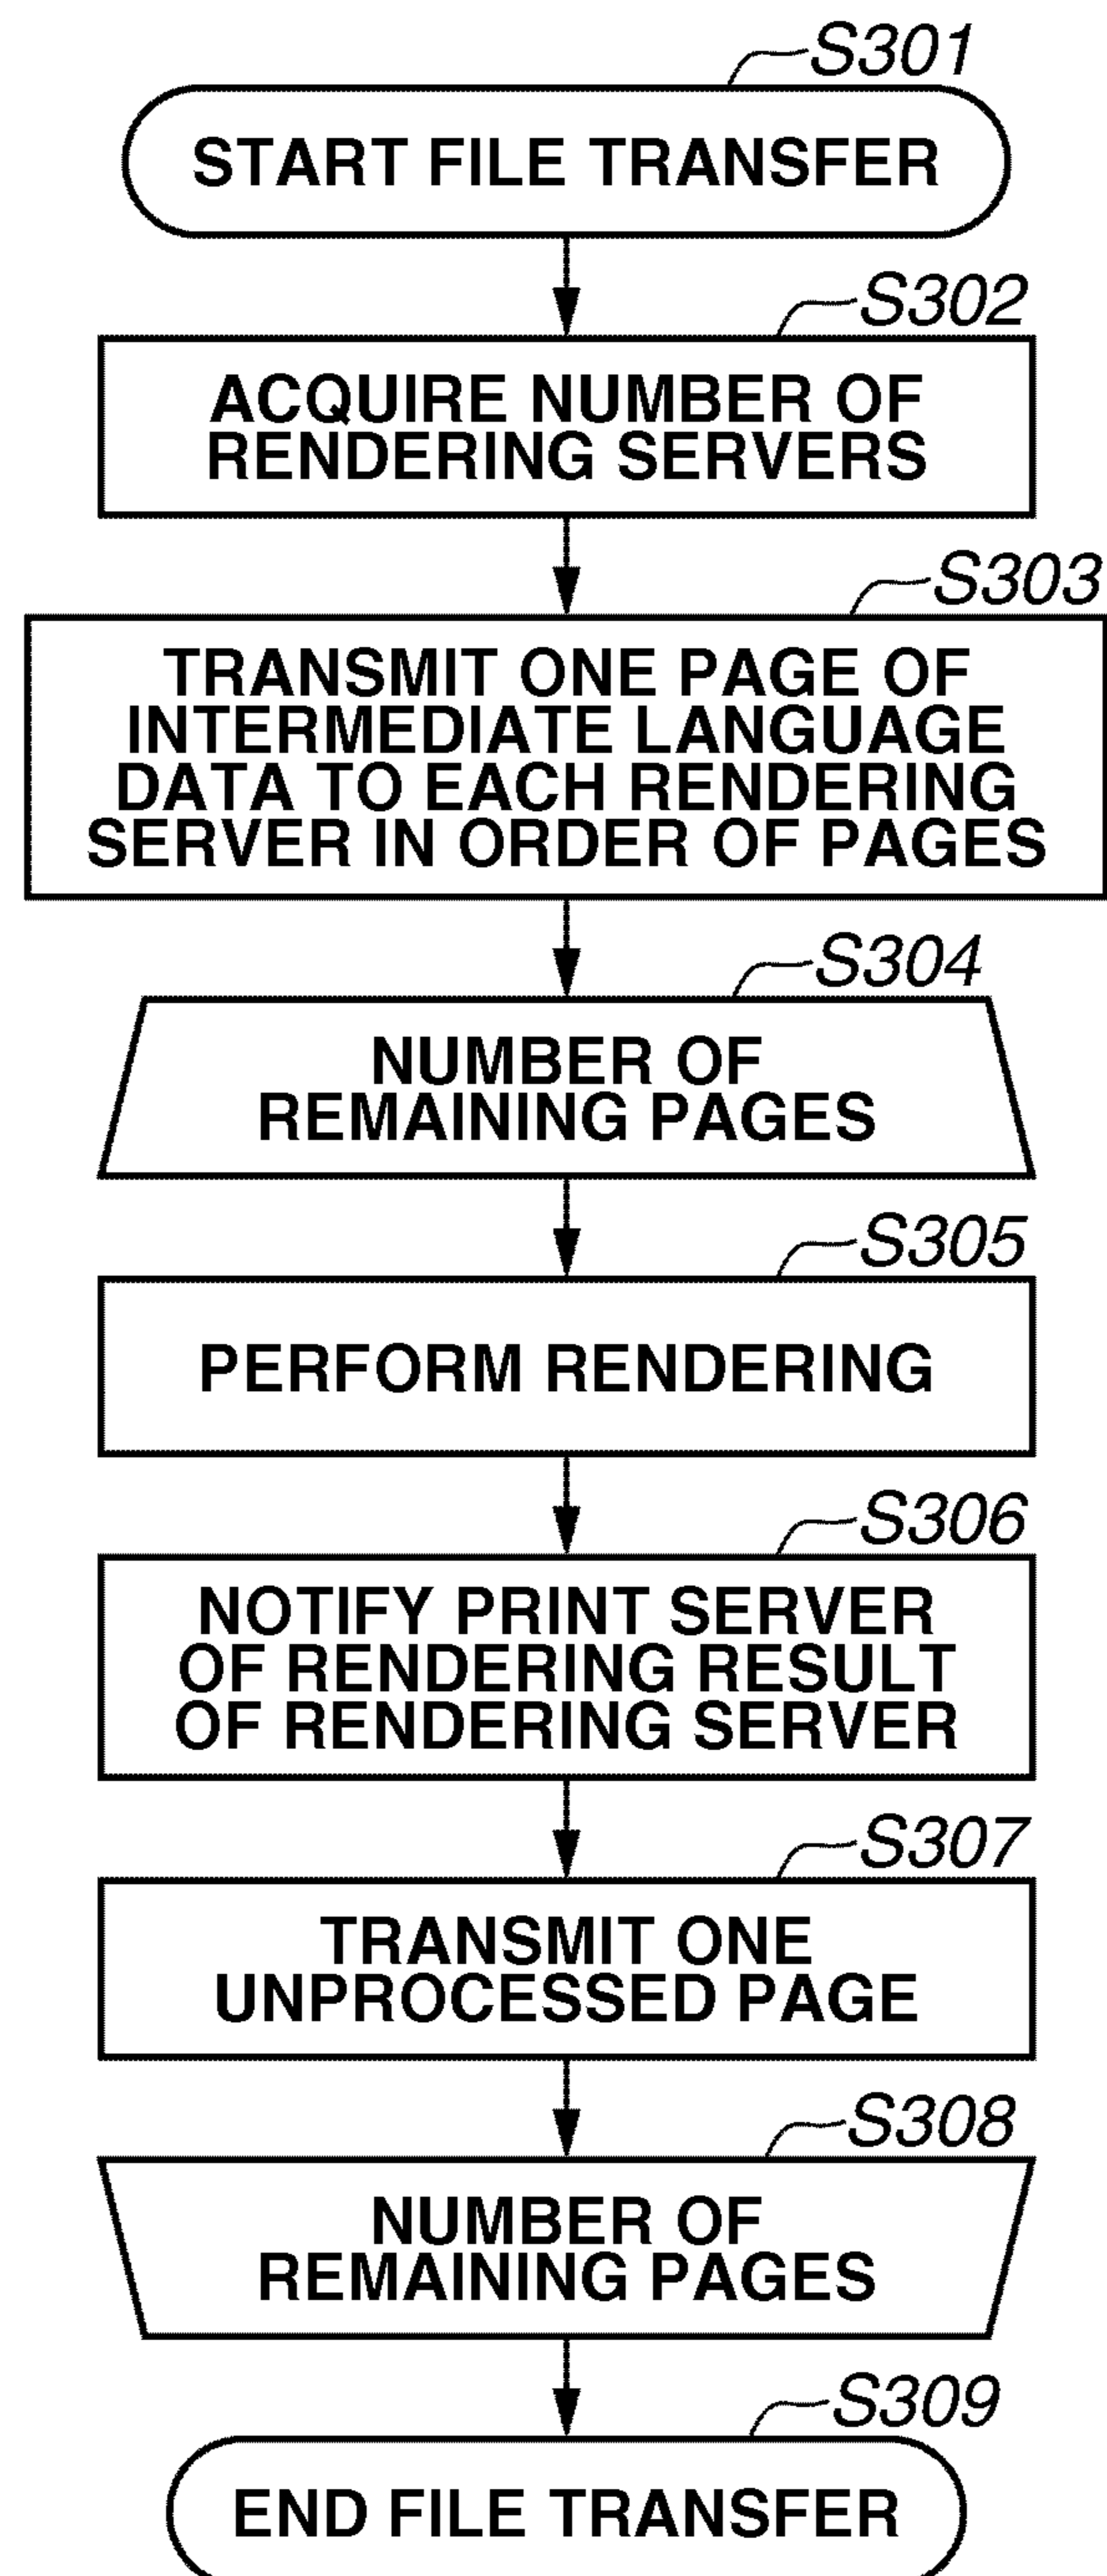 S301
START FILE TRANSFER
S302
ACQUIRE NUMBER OF
RENDERING SERVERS
S303
TRANSMIT ONE PAGE OF
INTERMEDIATE LANGUAGE
DATA TO EACH RENDERING
SERVER IN ORDER OF PAGES
S304
NUMBER OF
REMAINING PAGES
S305
PERFORM RENDERING
S306
NOTIFY PRINT SERVER
OF RENDERING RESULT
OF RENDERING SERVER
S307
TRANSMIT ONE
UNPROCESSED PAGE
S308
NUMBER OF
REMAINING PAGES
S309
END FILE TRANSFER